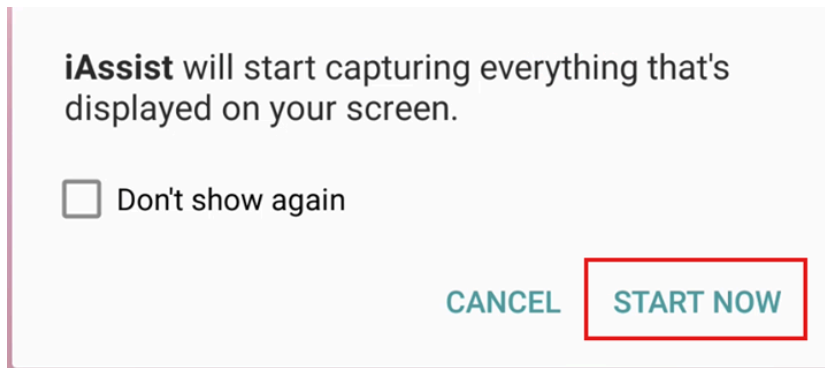 iAssist will start capturing everything that's
displayed on your screen.
Don't show again
CANCEL START NOW